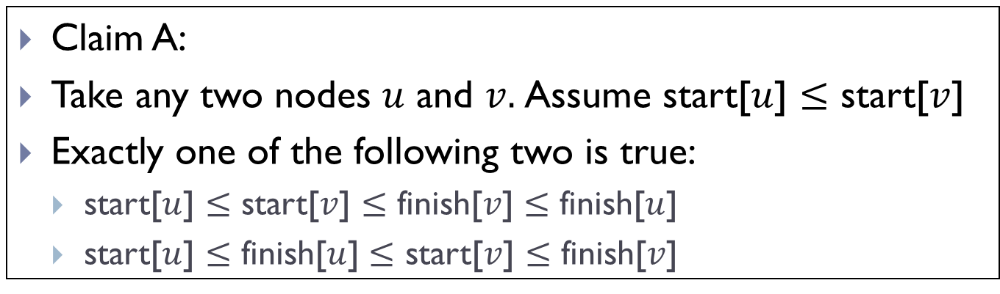 Claim A:
Take any two nodes 𝑢 and 𝑣. Assume start[𝑢] ≤ start[𝑣]
Exactly one of the following two is true:
start[𝑢] ≤ start[𝑣] ≤ finish[𝑣] ≤ finish[𝑢]
start[𝑢] ≤ finish[𝑢] ≤ start[𝑣] ≤ finish[𝑣]